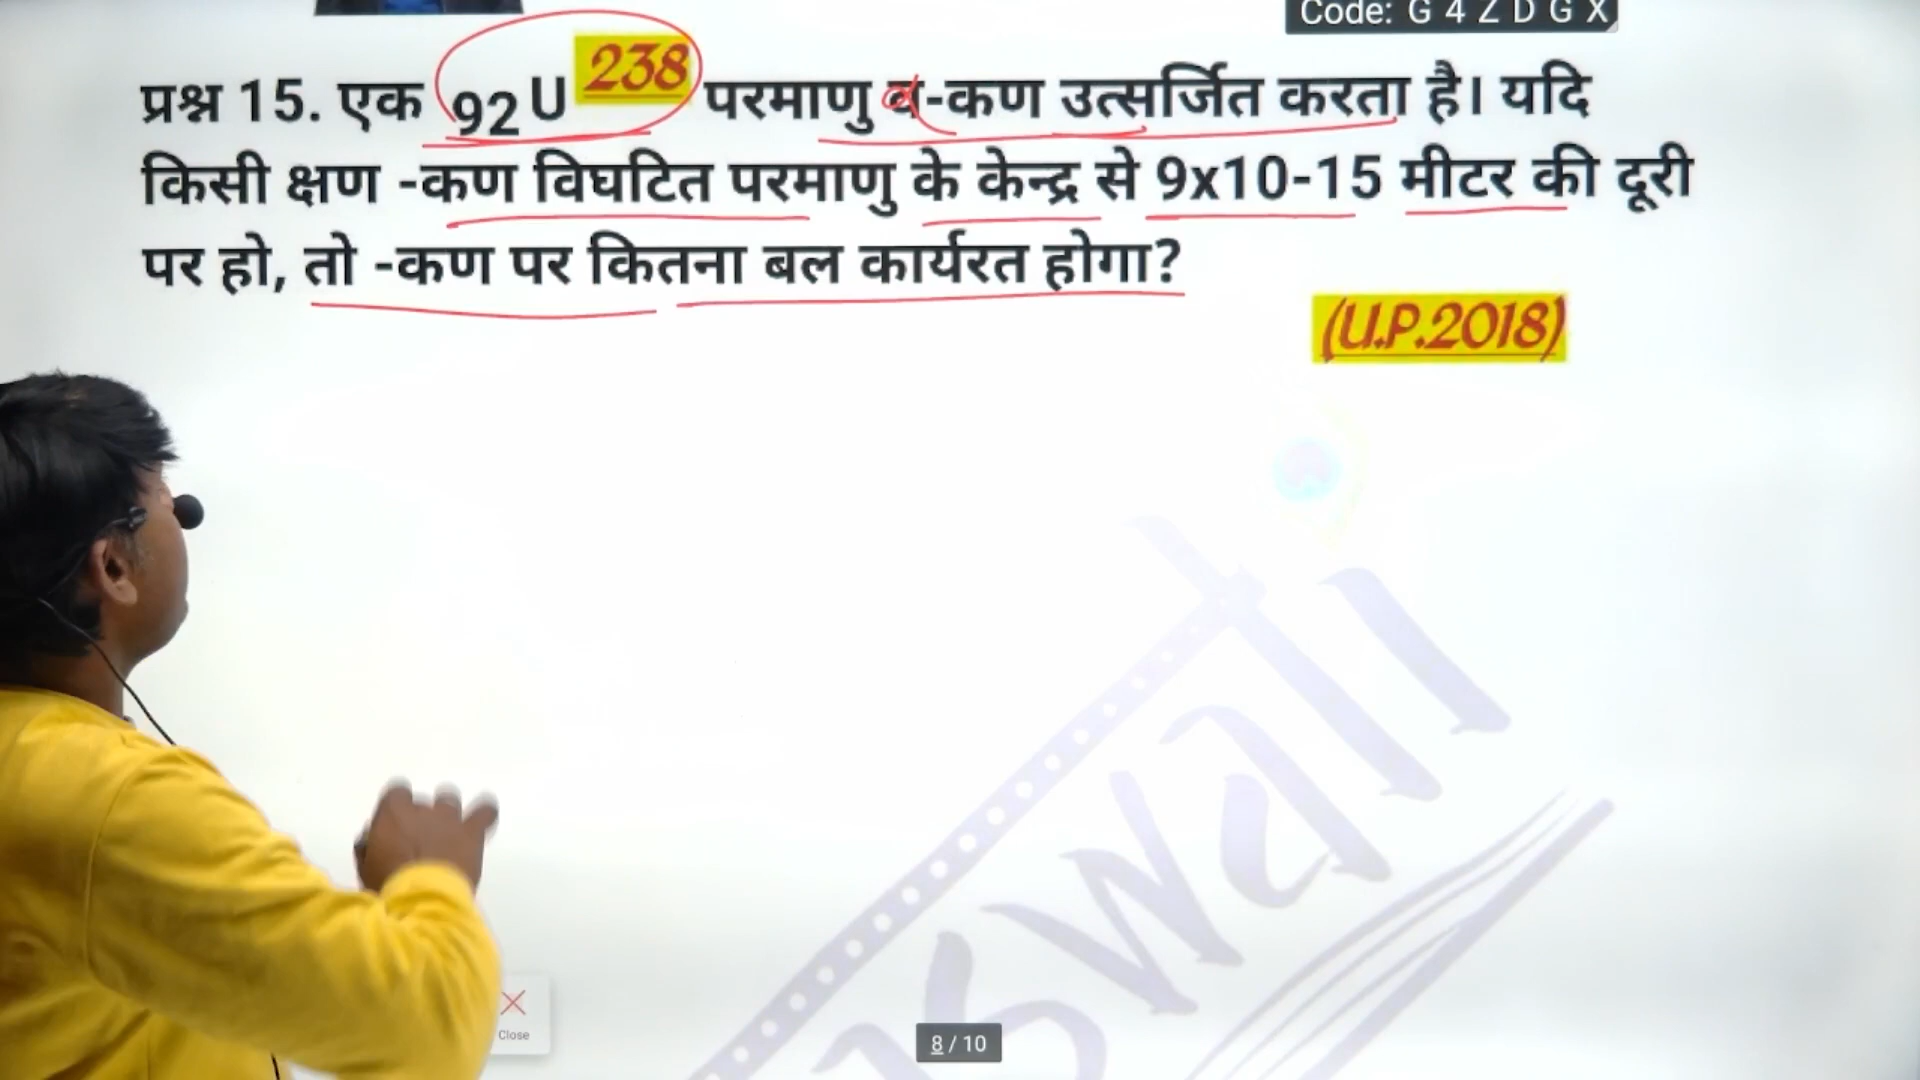 Code: G 4 Z D G X
प्रश्न 15. एक 92U238 परमाणु α-कण उत्सर्जित करता है। यदि
किसी क्षण -कण विघटित परमाणु के केन्द्र से 9x10-15 मीटर की दूरी
पर हो, तो -कण पर कितना बल कार्यरत होगा?
(U.P.2018)
Close
8 / 10